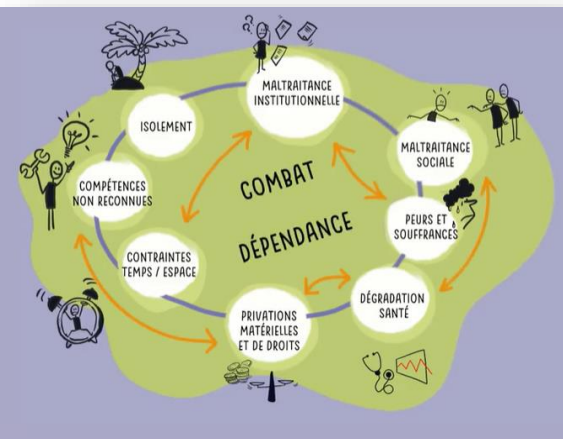 MALTRAITANCE
INSTITUTIONNELLE
ISOLEMENT
MALTRAITANCE
SOCIALE
COMPÉTENCES
NON RECONNUES
COMBAT
DÉPENDANCE
PEURS ET
SOUFFRANCES
CONTRAINTES
TEMPS / ESPACE
DÉGRADATION
SANTÉ
PRIVATIONS
MATÉRIELLES
ET DE DROITS